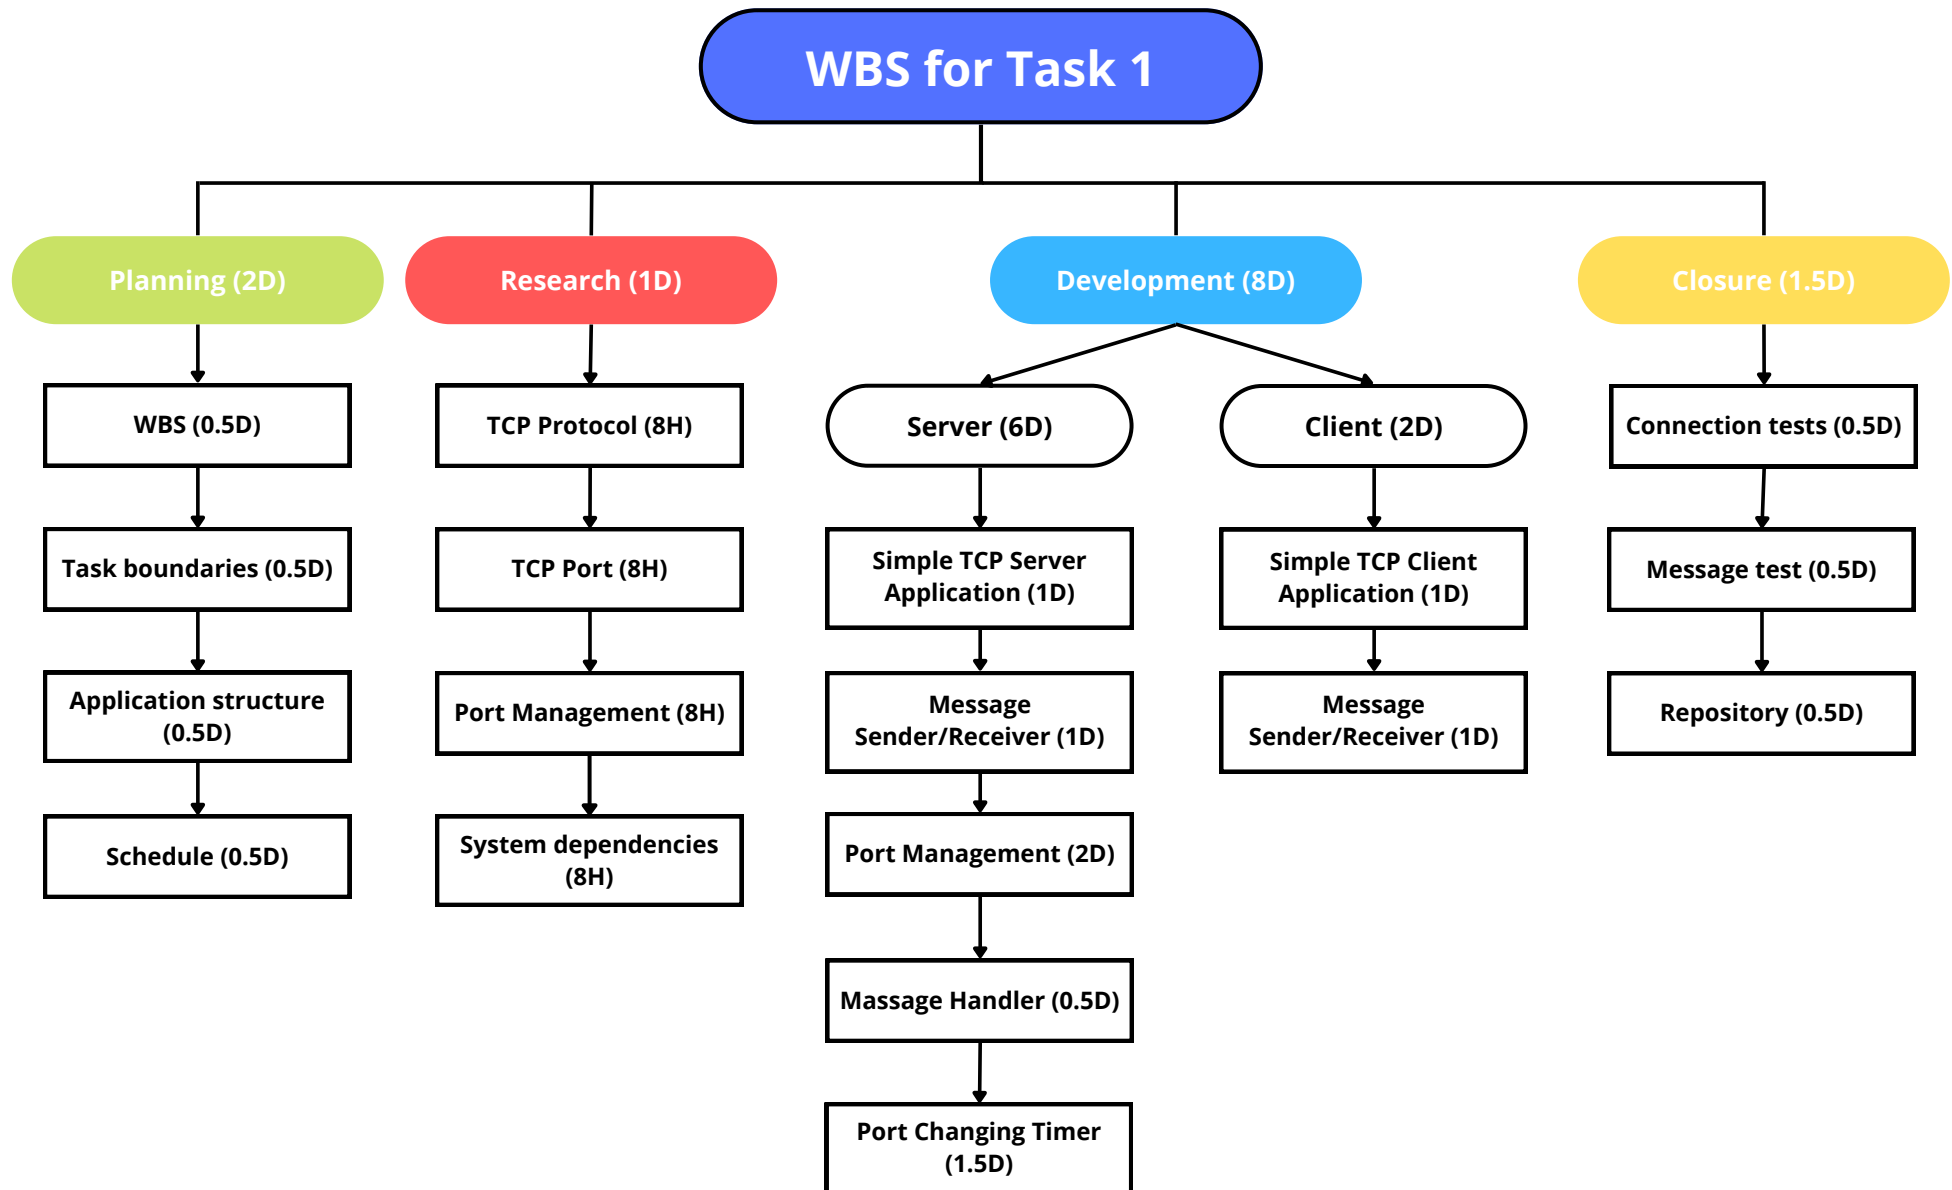 WBS for Task 1
Planning (2D)
Research (1D)
Development (8D)
Closure (1.5D)
WBS (0.5D)
Task boundaries (0.5D)
Application structure
(0.5D)
Schedule (0.5D)
TCP Protocol (8H)
TCP Port (8H)
Port Management (8H)
System dependencies
(8H)
Server (6D)
Simple TCP Server
Application (1D)
Message
Sender/Receiver (1D)
Port Management (2D)
Massage Handler (0.5D)
Port Changing Timer
(1.5D)
Client (2D)
Simple TCP Client
Application (1D)
Message
Sender/Receiver (1D)
Connection tests (0.5D)
Message test (0.5D)
Repository (0.5D)